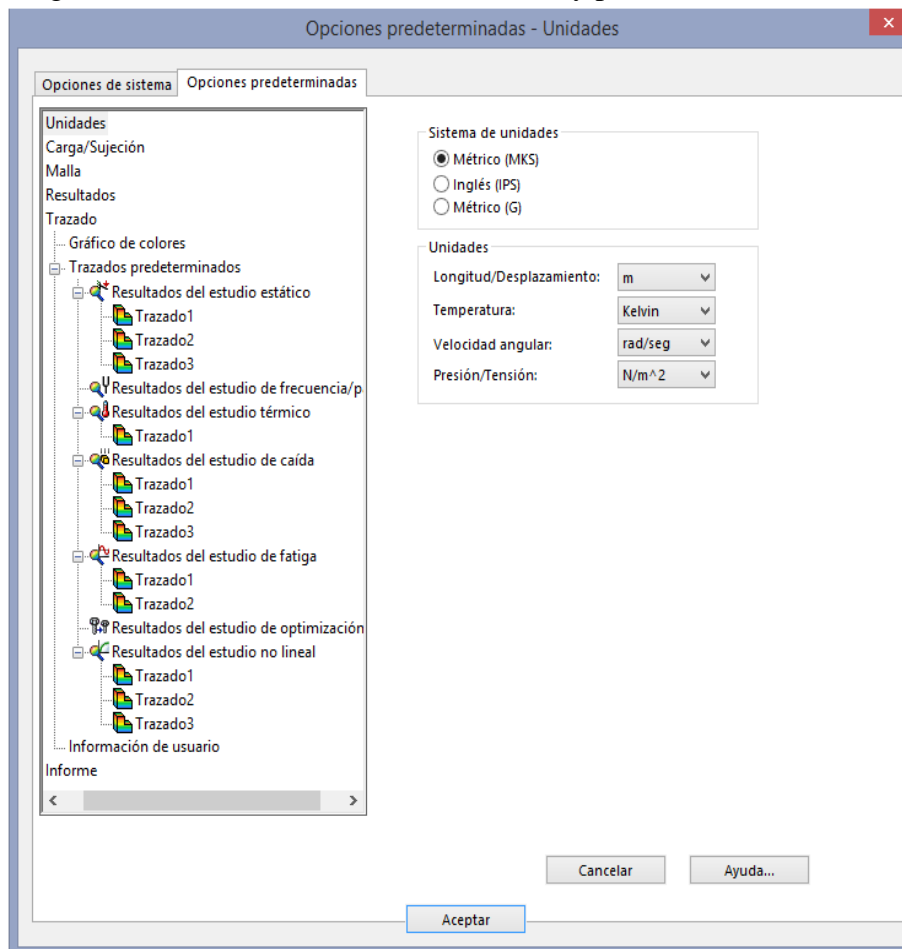 Opciones predeterminadas - Unidades
Opciones de sistema
Opciones predeterminadas
Unidades
Carga/Sujeción
Malla
Resultados
Trazado
Gráfico de colores
Trazados predeterminados
Resultados del estudio estático
Trazado1
Trazado2
Trazado3
Resultados del estudio de frecuencia/p
Resultados del estudio térmico
Trazado1
Resultados del estudio de caída
Trazado1
Trazado2
Trazado3
Resultados del estudio de fatiga
Trazado1
Trazado2
Resultados del estudio de optimización
Resultados del estudio no lineal
Trazado1
Trazado2
Trazado3
Información de usuario
Informe
Sistema de unidades
Métrico (MKS)
Inglés (IPS)
Métrico (G)
Unidades
Longitud/Desplazamiento: m
Temperatura: Kelvin
Velocidad angular: rad/seg
Presión/Tensión: N/m^2
Cancelar
Ayuda...
Aceptar